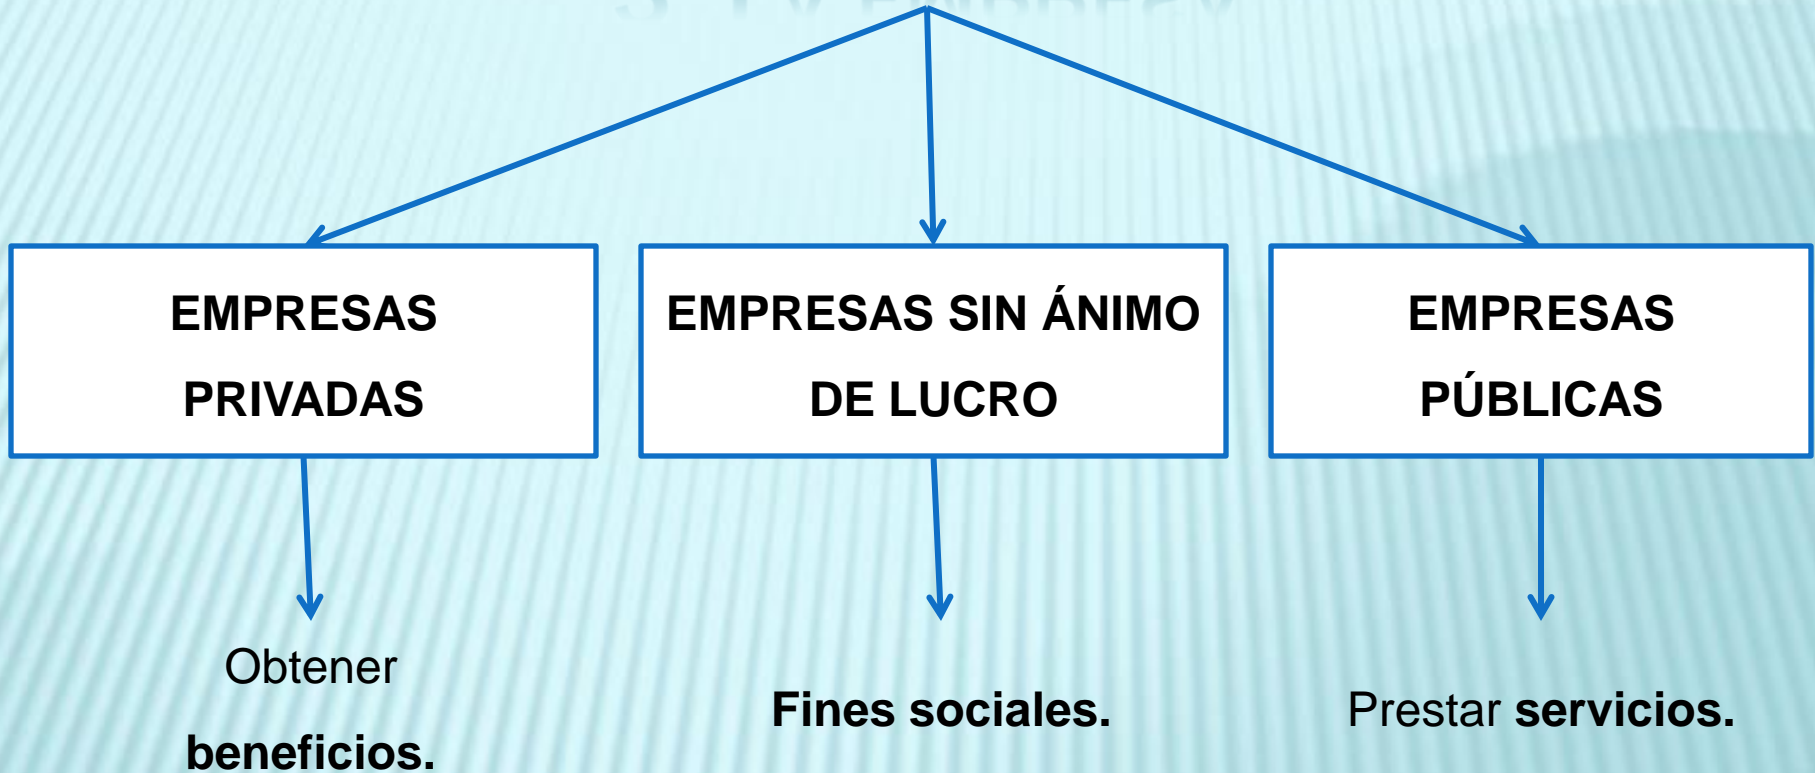 EMPRESAS
PRIVADAS
EMPRESAS SIN ÁNIMO
DE LUCRO
EMPRESAS
PÚBLICAS
Obtener
beneficios.
Fines sociales.
Prestar servicios.